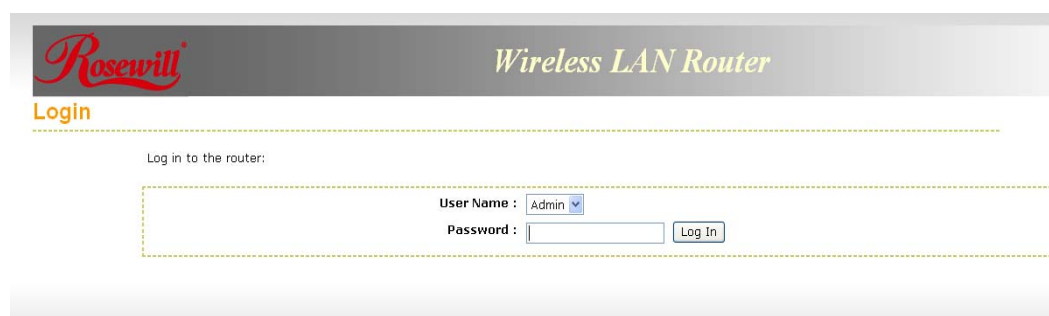 Rosewill
Wireless LAN Router
Login
Log in to the router:
User Name : Admin
Password : Log In